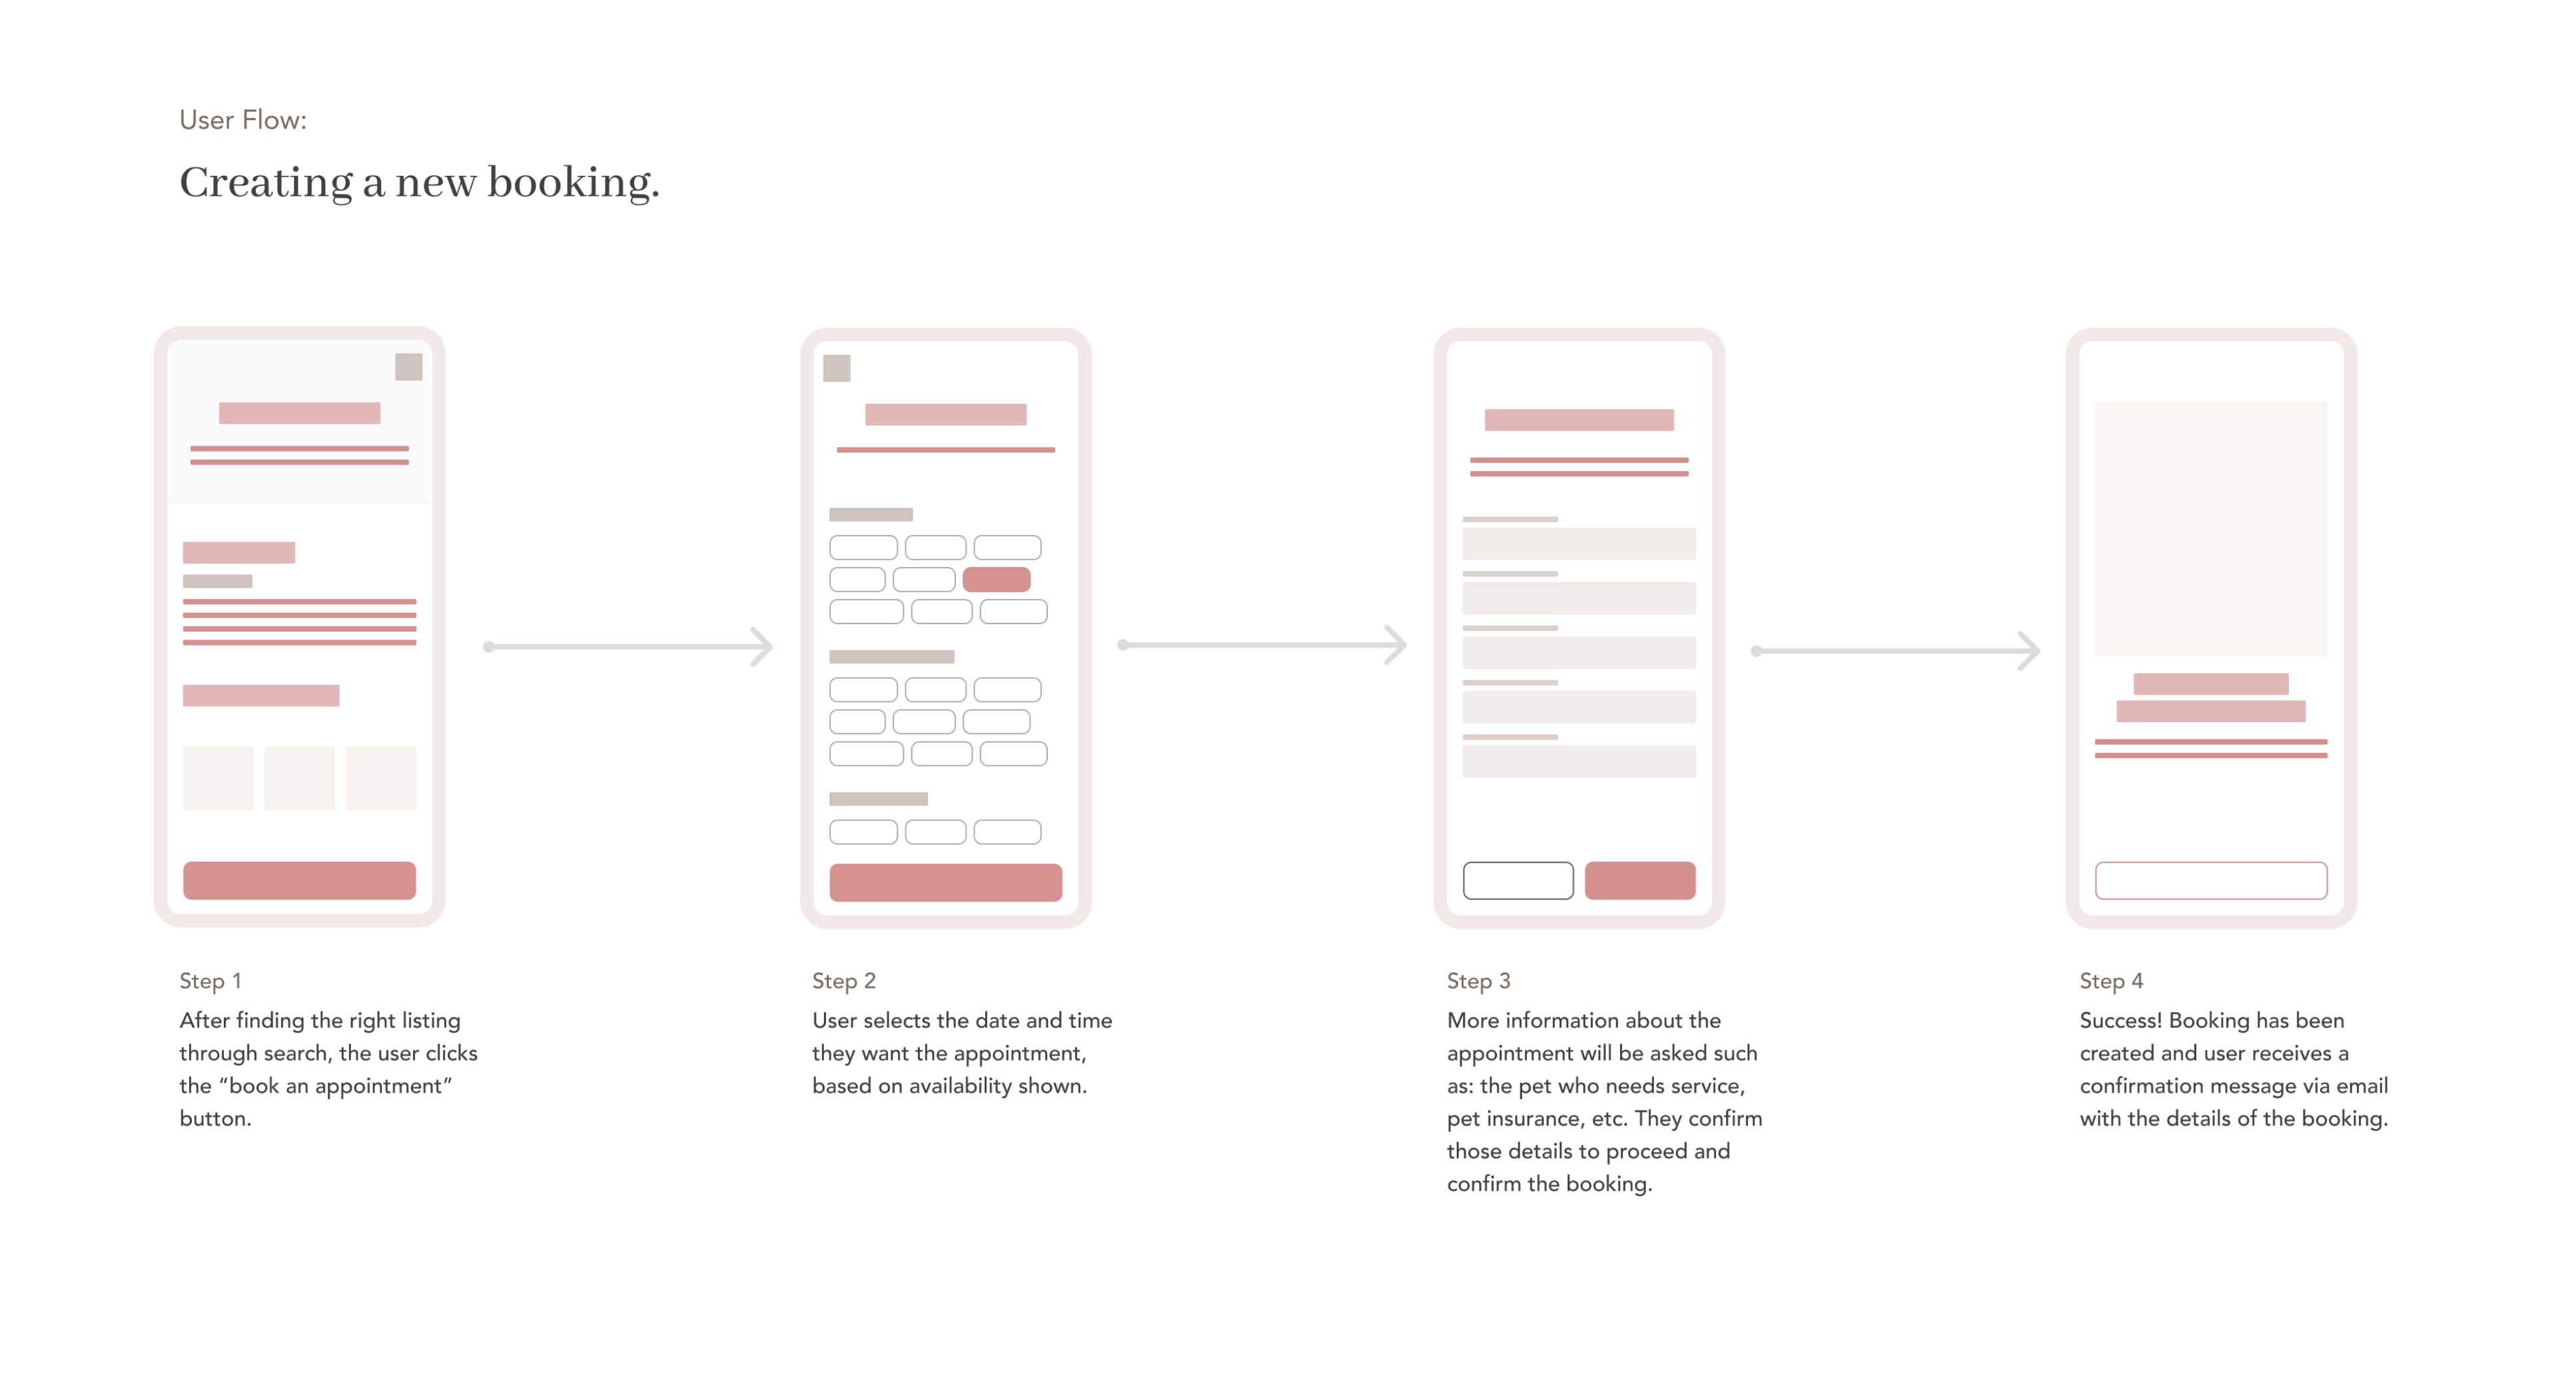 User Flow:
Creating a new booking.
Step 1
After finding the right listing
through search, the user clicks
the “book an appointment”
button.
Step 2
User selects the date and time
they want the appointment,
based on availability shown.
Step 3
More information about the
appointment will be asked such
as: the pet who needs service,
pet insurance, etc. They confirm
those details to proceed and
confirm the booking.
Step 4
Success! Booking has been
created and user receives a
confirmation message via email
with the details of the booking.